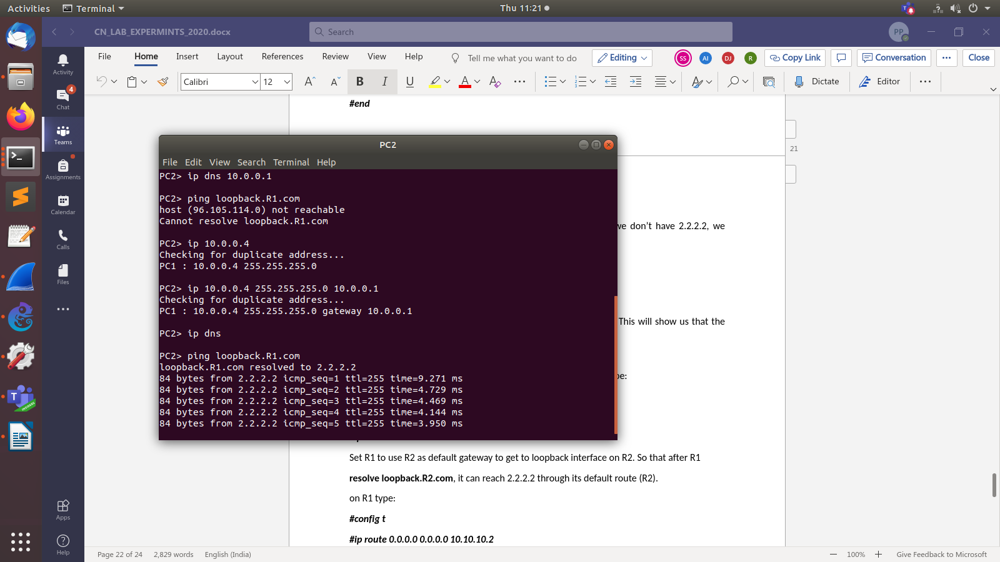 Activities Terminal Thu 11:21
CN_LAB_EXPERMINTS_2020.docx Search PP
File Home Insert Layout References Review View Help Tell me what you want to do Editing SS AI DJ R Copy Link Conversation Close
Calibri 12 A A B I U A A Dictate Editor
Activity
4
Chat
Teams
Assignments
Calendar
Calls
Files
Apps
Help
#end
21
PC2
File Edit View Search Terminal Help
PC2> ip dns 10.0.0.1
PC2> ping loopback.R1.com
host (96.105.114.0) not reachable
Cannot resolve loopback.R1.com
PC2> ip 10.0.0.4
Checking for duplicate address...
PC1 : 10.0.0.4 255.255.255.0
PC2> ip 10.0.0.4 255.255.255.0 10.0.0.1
Checking for duplicate address...
PC1 : 10.0.0.4 255.255.255.0 gateway 10.0.0.1
PC2> ip dns
PC2> ping loopback.R1.com
loopback.R1.com resolved to 2.2.2.2
84 bytes from 2.2.2.2 icmp_seq=1 ttl=255 time=9.271 ms
84 bytes from 2.2.2.2 icmp_seq=2 ttl=255 time=4.729 ms
84 bytes from 2.2.2.2 icmp_seq=3 ttl=255 time=4.469 ms
84 bytes from 2.2.2.2 icmp_seq=4 ttl=255 time=4.144 ms
84 bytes from 2.2.2.2 icmp_seq=5 ttl=255 time=3.950 ms
we don't have 2.2.2.2, we
This will show us that the
pe:
Set R1 to use R2 as default gateway to get to loopback interface on R2. So that after R1
resolve loopback.R2.com, it can reach 2.2.2.2 through its default route (R2).
on R1 type:
#config t
#ip route 0.0.0.0 0.0.0.0 10.10.10.2
Page 22 of 24 2,829 words English (India) 100% Give Feedback to Microsoft